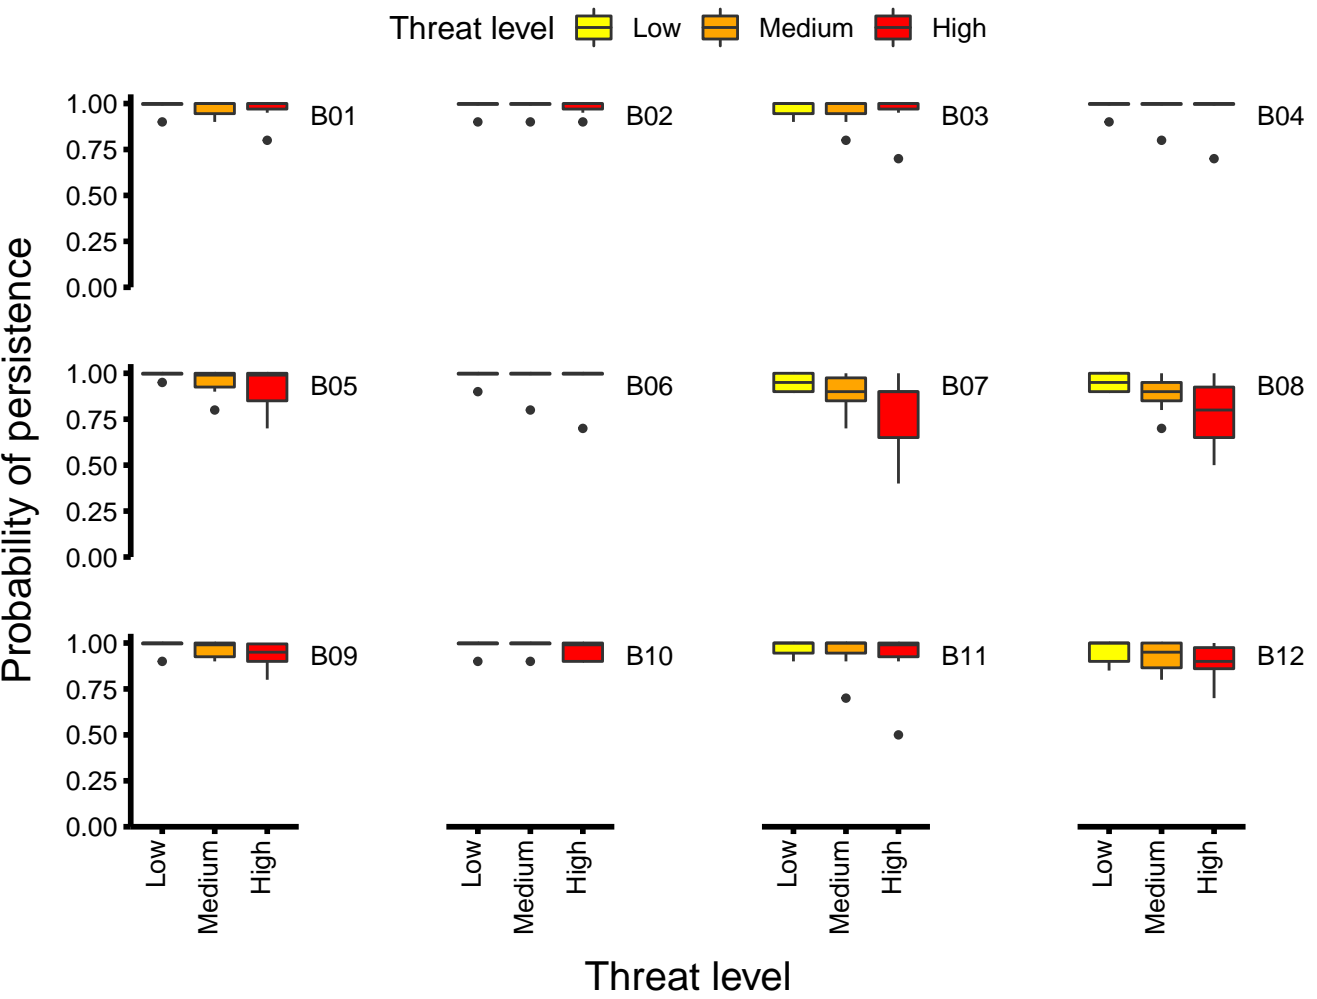 Threat level Low Medium High
Probability of persistence
1.00
0.75
0.50
0.25
0.00
B01
B02
B03
B04
1.00
0.75
0.50
0.25
0.00
B05
B06
B07
B08
1.00
0.75
0.50
0.25
0.00
B09
B10
B11
B12
Low
Medium
High
Low
Medium
High
Low
Medium
High
Low
Medium
High
Threat level